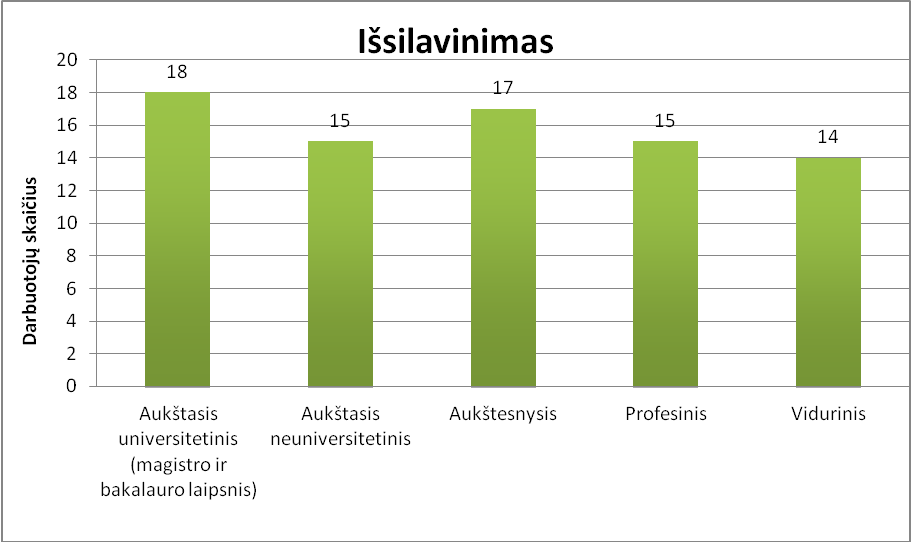 Išsilavinimas
Darbuotojų skaičius
20
18
16
14
12
10
8
6
4
2
0
18
15
17
15
14
Aukštasis
universitetinis
(magistro ir
bakalauro laipsnis)
Aukštasis
neuniversitetinis
Aukštesnysis
Profesinis
Vidurinis